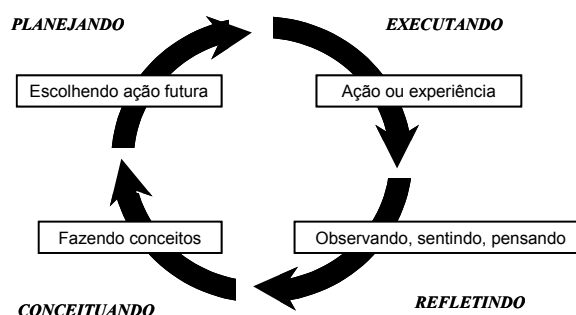 PLANEJANDO
EXECUTANDO
Escolhendo ação futura
Ação ou experiência
Fazendo conceitos
Observando, sentindo, pensando
CONCEITUANDO
REFLETINDO